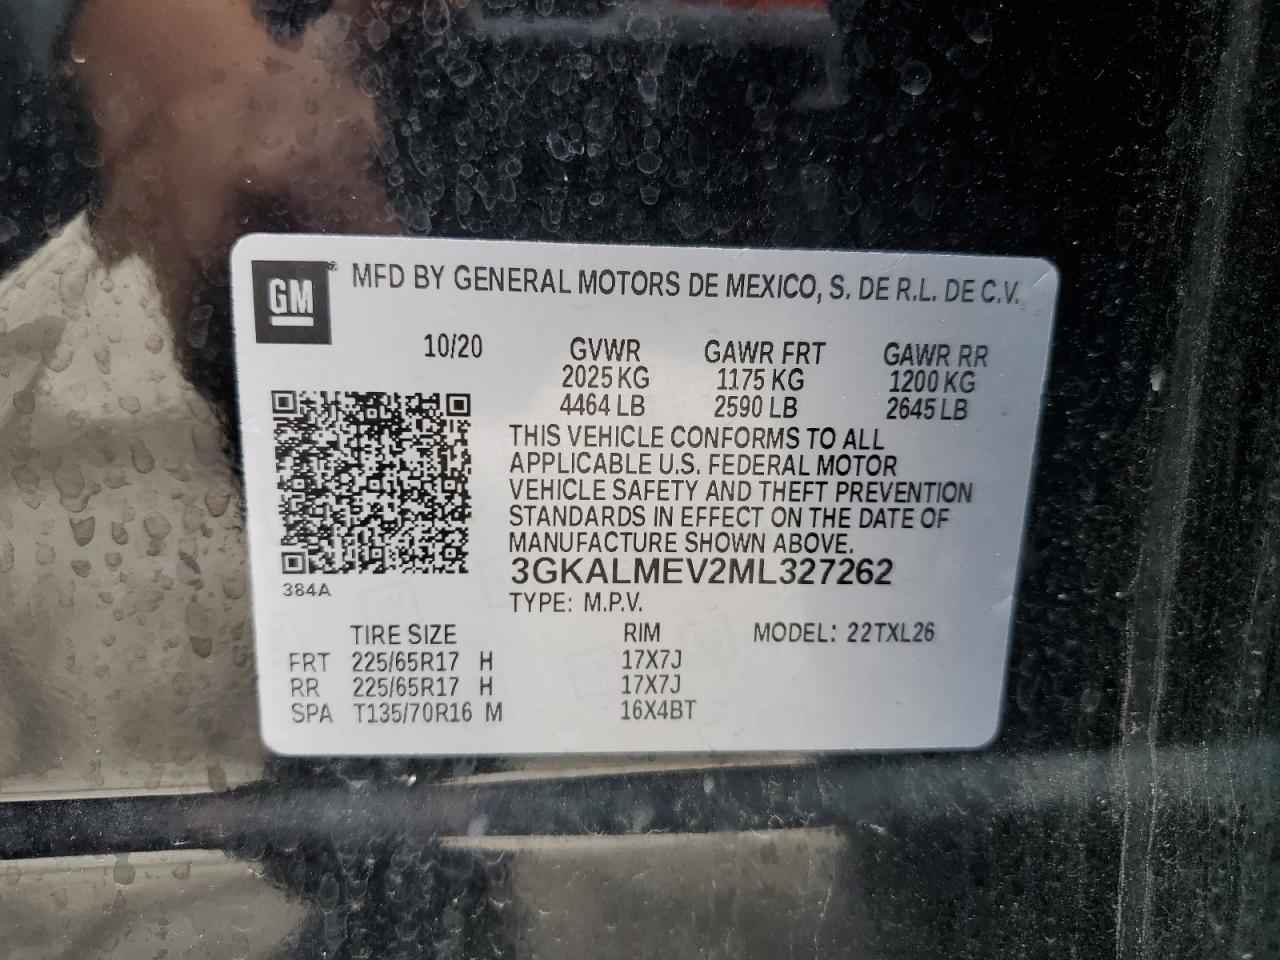 GM® MFD BY GENERAL MOTORS DE MEXICO, S. DE R.L. DE C.V.
10/20 GVWR GAWR FRT GAWR RR
2025 KG 1175 KG 1200 KG
4464 LB 2590 LB 2645 LB
THIS VEHICLE CONFORMS TO ALL
APPLICABLE U.S. FEDERAL MOTOR
VEHICLE SAFETY AND THEFT PREVENTION
STANDARDS IN EFFECT ON THE DATE OF
MANUFACTURE SHOWN ABOVE.
3GKALMEV2ML327262
384A
TYPE: M.P.V.
TIRE SIZE RIM MODEL: 22TXL26
FRT 225/65R17 H 17X7J
RR 225/65R17 H 17X7J
SPA T135/70R16 M 16X4BT